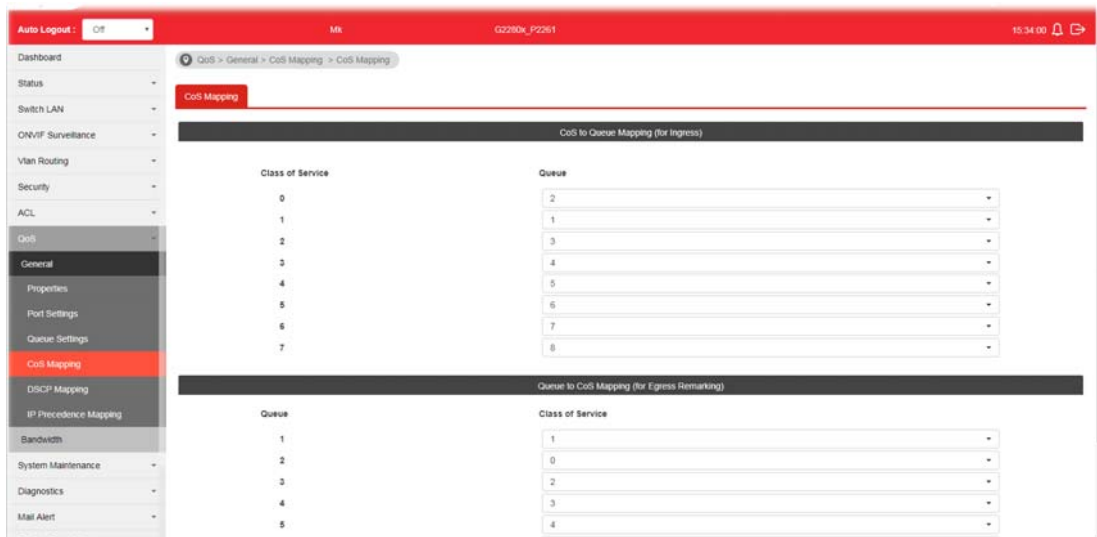 Auto Logout : Off Mk G2280x_P2261 15:34:00
Dashboard
Status
Switch LAN
ONVIF Surveillance
Vlan Routing
Security
ACL
QoS
General
Properties
Port Settings
Queue Settings
CoS Mapping
DSCP Mapping
IP Precedence Mapping
Bandwidth
System Maintenance
Diagnostics
Mail Alert
QoS > General > CoS Mapping > CoS Mapping
CoS Mapping
CoS to Queue Mapping (for Ingress)
Class of Service Queue
0 2
1 1
2 3
3 4
4 5
5 6
6 7
7 8
Queue to CoS Mapping (for Egress Remarking)
Queue Class of Service
1 1
2 0
3 2
4 3
5 4